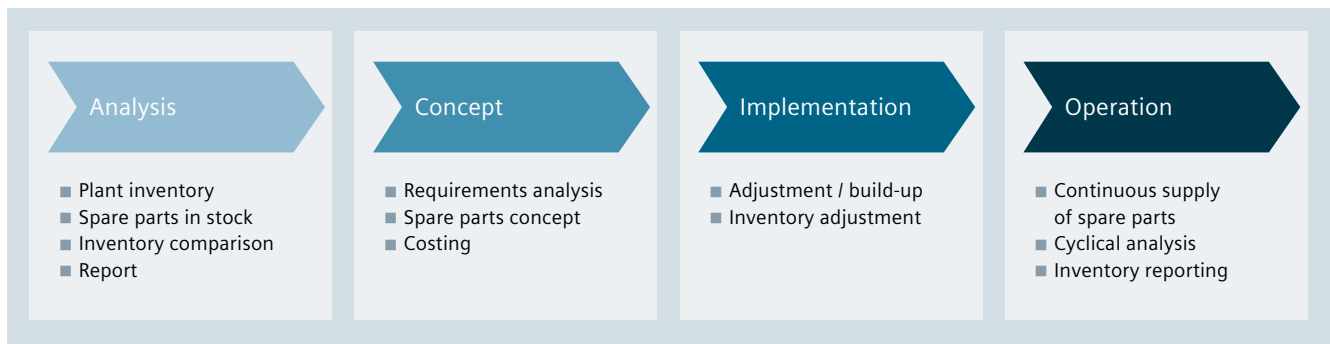 Analysis
Plant inventory
Spare parts in stock
Inventory comparison
Report
Concept
Requirements analysis
Spare parts concept
Costing
Implementation
Adjustment / build-up
Inventory adjustment
Operation
Continuous supply
of spare parts
Cyclical analysis
Inventory reporting